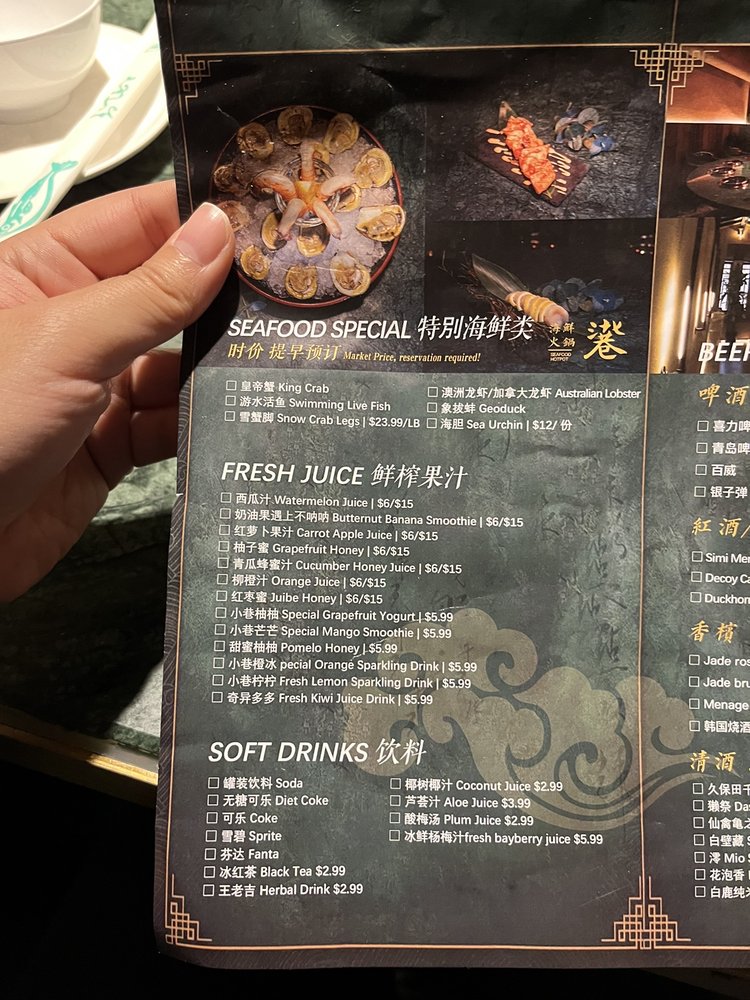 SEAFOOD SPECIAL 特别海鲜类
时价 提早预订 Market Price, reservation required!
海鲜
火鍋
SEAFOOD
HOTPOT
港
☐ 皇帝蟹 King Crab
☐ 游水活鱼 Swimming Live Fish
☐ 雪蟹脚 Snow Crab Legs | $23.99/LB
☐ 澳洲龙虾/加拿大龙虾 Australian Lobster
☐ 象拔蚌 Geoduck
☐ 海胆 Sea Urchin | $12/ 份
FRESH JUICE 鲜榨果汁
☐ 西瓜汁 Watermelon Juice | $6/$15
☐ 奶油果遇上不呐呐 Butternut Banana Smoothie | $6/$15
☐ 红萝卜果汁 Carrot Apple Juice | $6/$15
☐ 柚子蜜 Grapefruit Honey | $6/$15
☐ 青瓜蜂蜜汁 Cucumber Honey Juice | $6/$15
☐ 柳橙汁 Orange Juice | $6/$15
☐ 红枣蜜 Juibe Honey | $6/$15
☐ 小巷柚柚 Special Grapefruit Yogurt | $5.99
☐ 小巷芒芒 Special Mango Smoothie | $5.99
☐ 甜蜜柚柚 Pomelo Honey | $5.99
☐ 小巷橙冰 pecial Orange Sparkling Drink | $5.99
☐ 小巷柠柠 Fresh Lemon Sparkling Drink | $5.99
☐ 奇异多多 Fresh Kiwi Juice Drink | $5.99
SOFT DRINKS 饮料
☐ 罐装饮料 Soda
☐ 无糖可乐 Diet Coke
☐ 可乐 Coke
☐ 雪碧 Sprite
☐ 芬达 Fanta
☐ 冰红茶 Black Tea $2.99
☐ 王老吉 Herbal Drink $2.99
☐ 椰树椰汁 Coconut Juice $2.99
☐ 芦荟汁 Aloe Juice $3.99
☐ 酸梅汤 Plum Juice $2.99
☐ 冰鲜杨梅汁fresh bayberry juice $5.99
BEER
啤酒
☐ 喜力啤
☐ 青岛啤
☐ 百威
☐ 银子弹
紅酒/
☐ Simi Mer
☐ Decoy Ca
☐ Duckhorn
香檳
☐ Jade ros
☐ Jade bru
☐ Menage
☐ 韩国烧酒
清酒
☐ 久保田千
☐ 獭祭 Das
☐ 仙禽亀之
☐ 白壁藏 S
☐ 澪 Mio S
☐ 花泡香
☐ 白鹿纯米